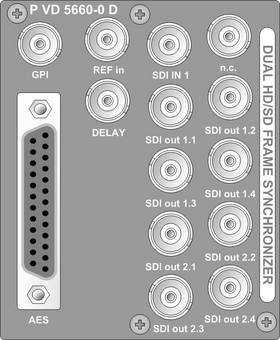 P VD 5660-0 D
GPI
REF in
SDI IN 1
n.c.
DELAY
SDI out 1.1
SDI out 1.2
SDI out 1.3
SDI out 1.4
SDI out 2.1
SDI out 2.2
AES
SDI out 2.3
SDI out 2.4
DUAL HD/SD FRAME SYNCHRONIZER